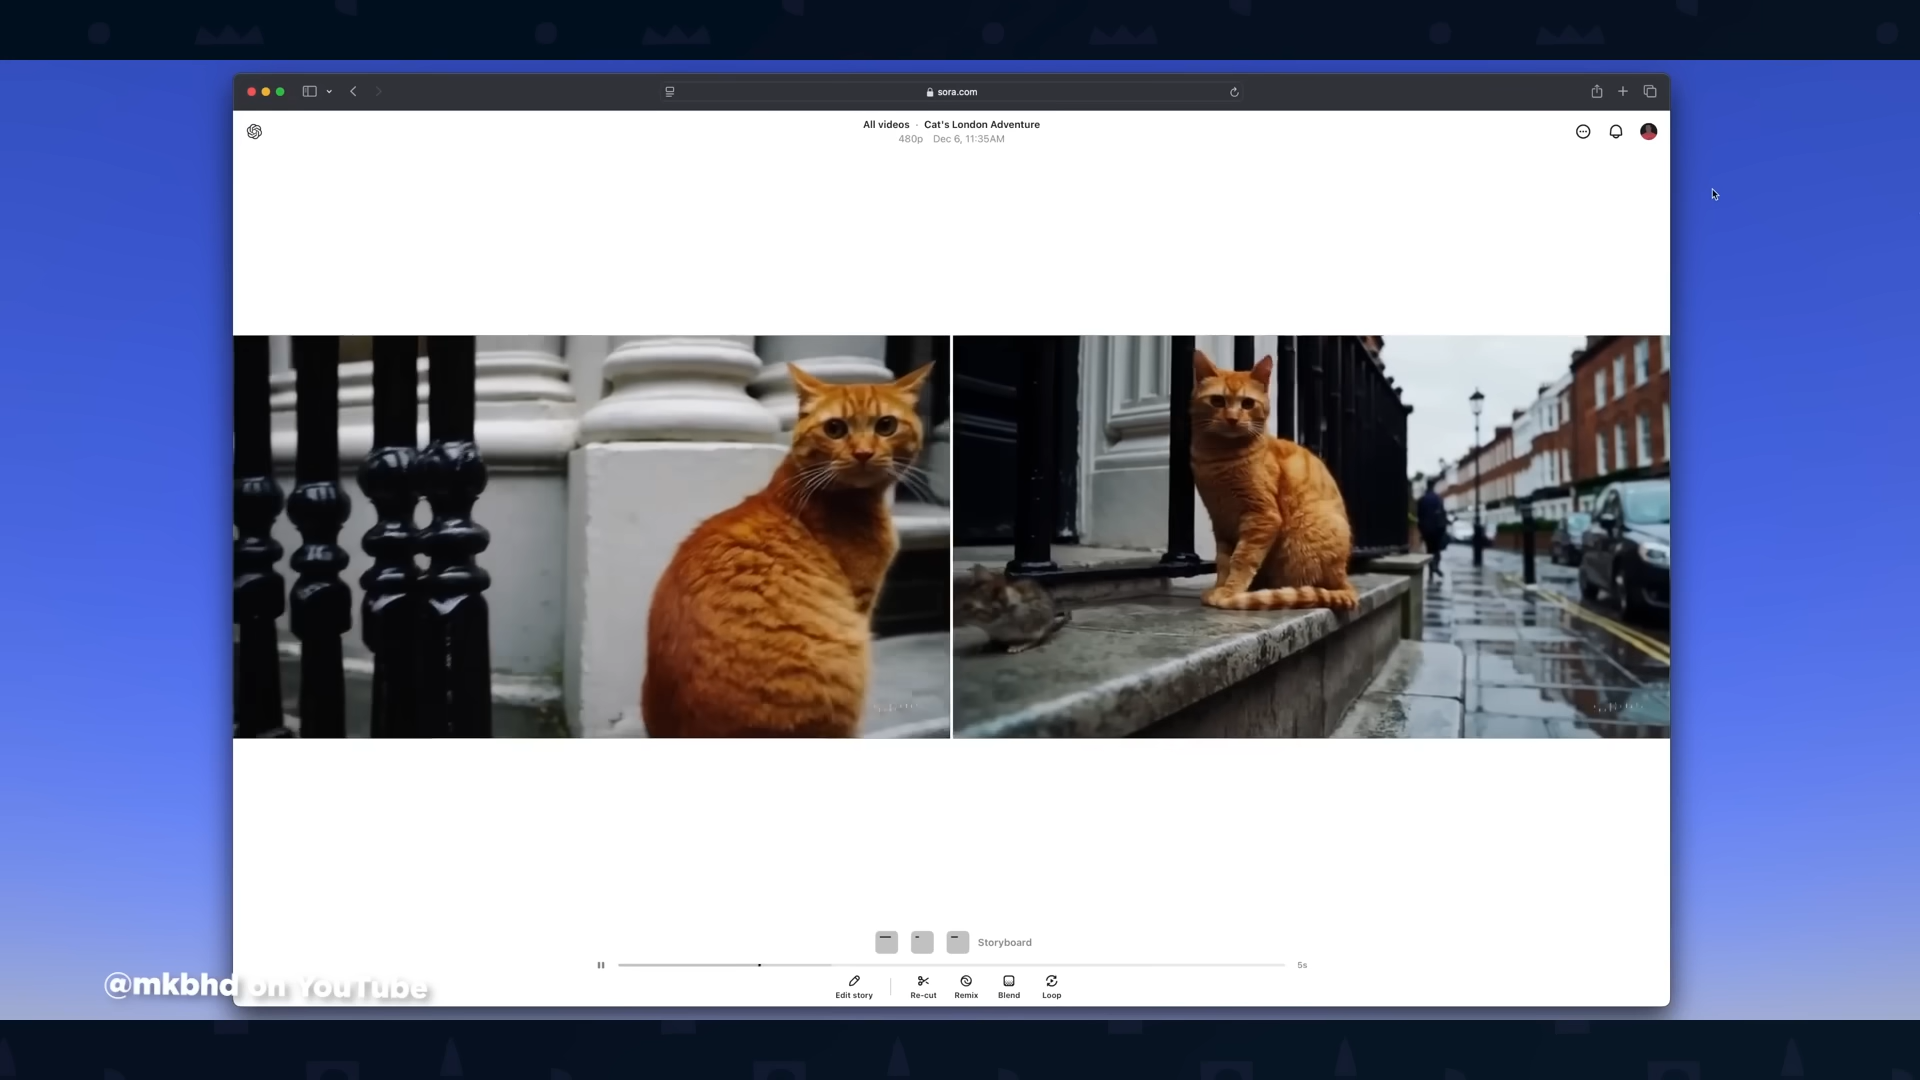 sora.com
All videos · Cat's London Adventure
480p Dec 6, 11:35AM
Storyboard
5s
Edit story
Re-cut
Remix
Blend
Loop
@mkbhd on YouTube